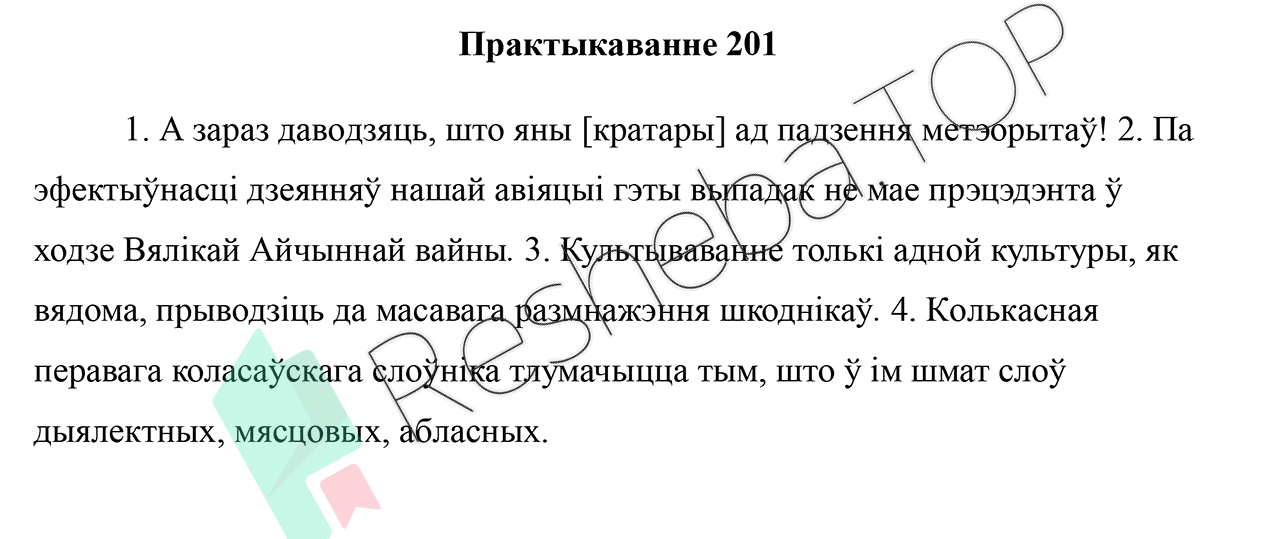 Практыкаванне 201
1. А зараз даводзяць, што яны [кратары] ад падзення метэорытаў! 2. Па
эфектыўнасці дзеянняў нашай авіяцыі гэты выпадак не мае прэцэдэнта ў
ходзе Вялікай Айчыннай вайны. 3. Культываванне толькі адной культуры, як
вядома, прыводзіць да масавага размнажэння шкоднікаў. 4. Колькасная
перавага коласаўскага слоўніка тлумачыцца тым, што ў ім шмат слоў
дыялектных, мясцовых, абласных.
Resheba.TOP